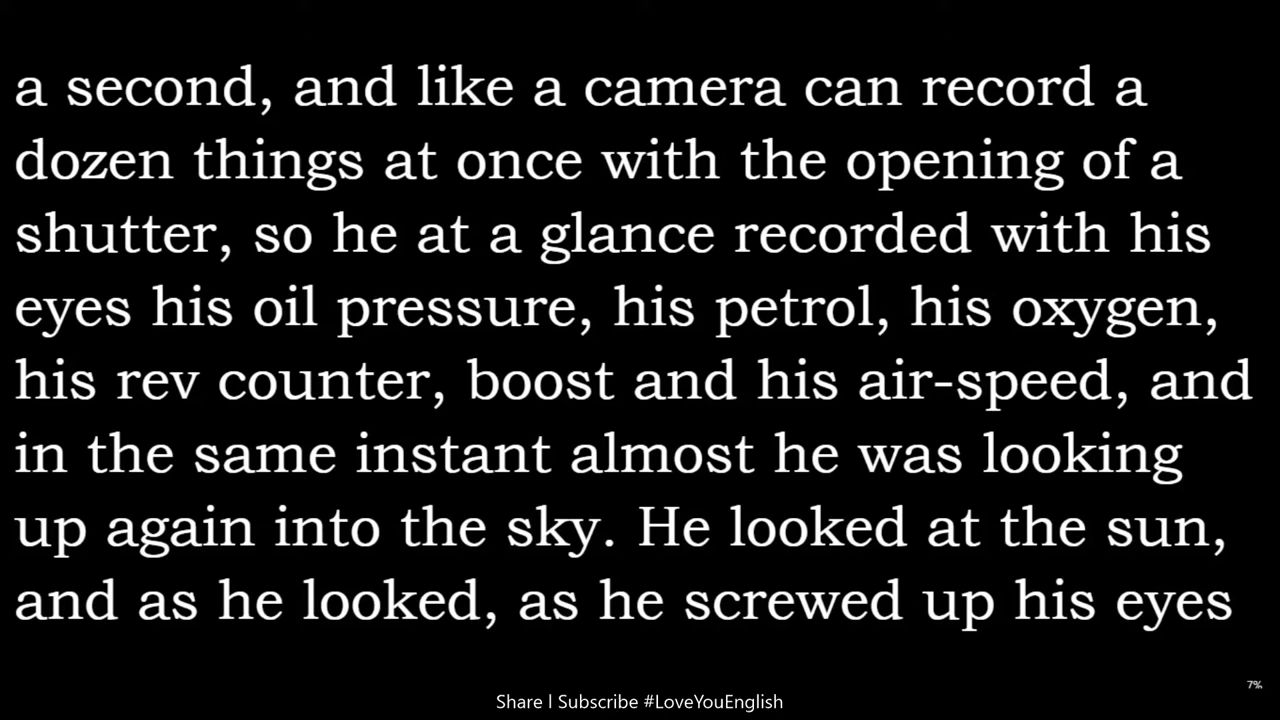 a second, and like a camera can record a
dozen things at once with the opening of a
shutter, so he at a glance recorded with his
eyes his oil pressure, his petrol, his oxygen,
his rev counter, boost and his air-speed, and
in the same instant almost he was looking
up again into the sky. He looked at the sun,
and as he looked, as he screwed up his eyes
7%
Share | Subscribe #LoveYouEnglish